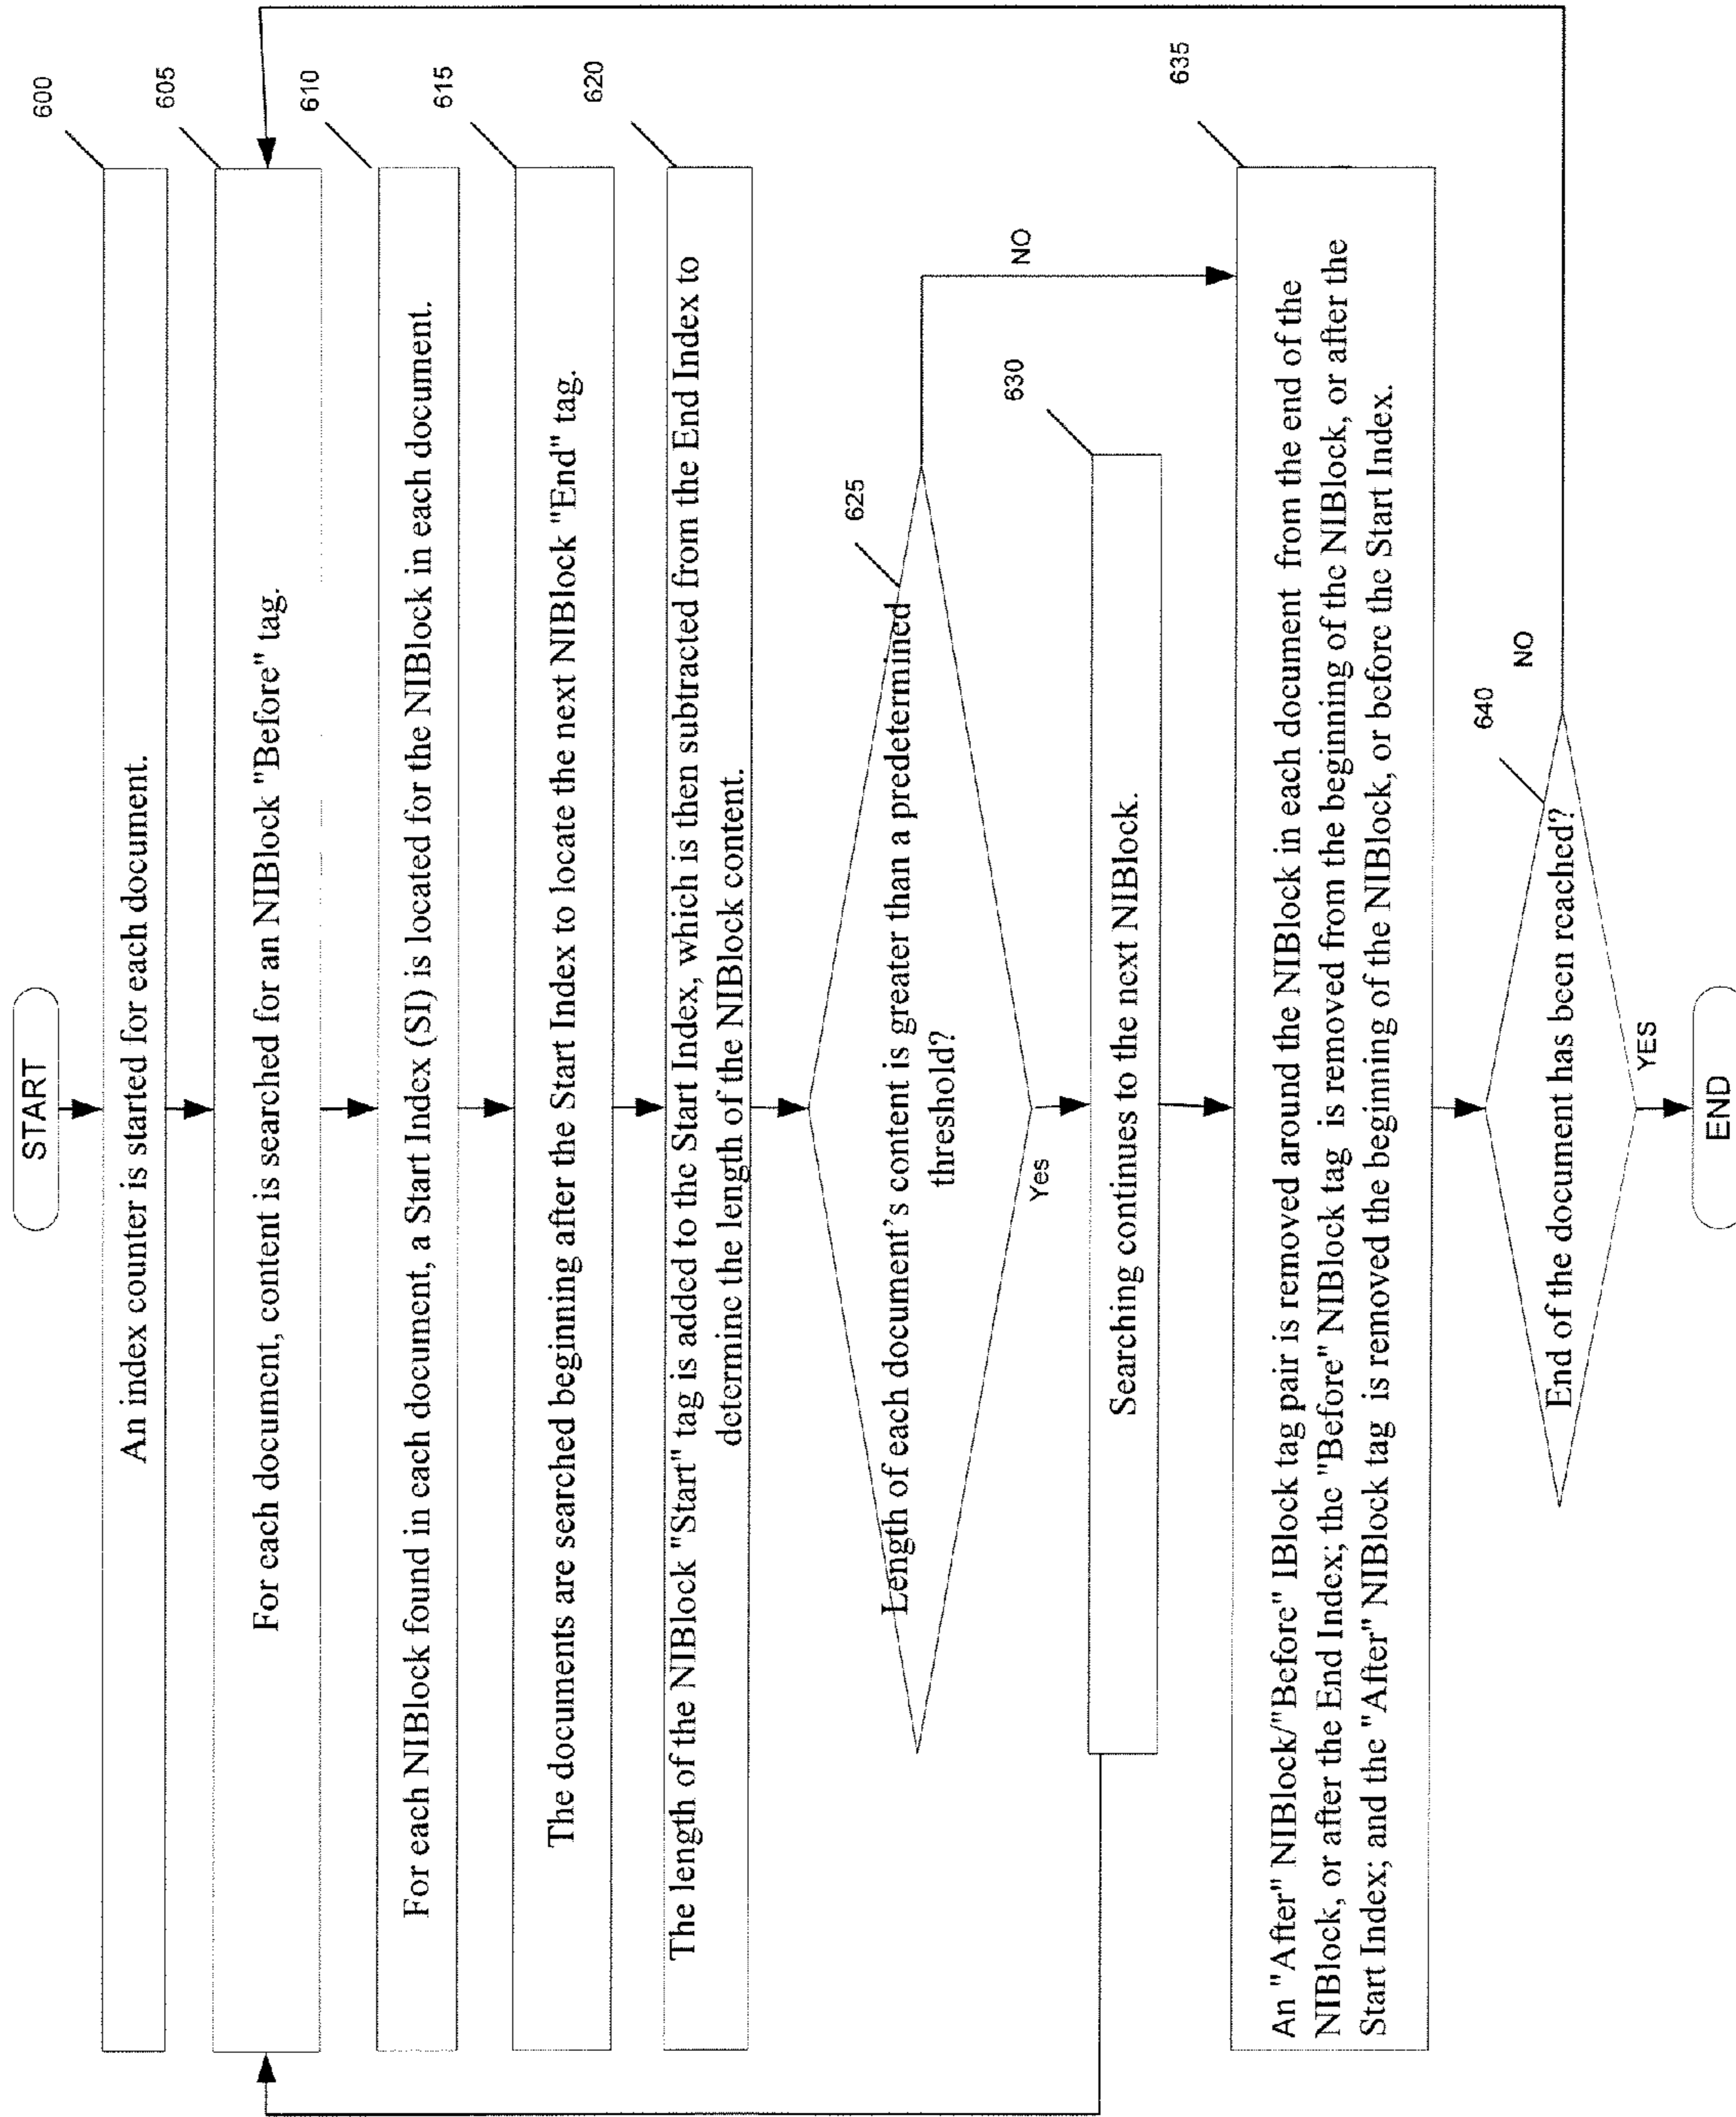 START
600
An index counter is started for each document.
605
For each document, content is searched for an NIBlock "Before" tag.
610
For each NIBlock found in each document, a Start Index (SI) is located for the NIBlock in each document.
615
The documents are searched beginning after the Start Index to locate the next NIBlock "End" tag.
620
The length of the NIBlock "Start" tag is added to the Start Index, which is then subtracted from the End Index to
determine the length of the NIBlock content.
625
Length of each document's content is greater than a predetermined
threshold?
NO
Yes
630
Searching continues to the next NIBlock.
635
An "After" NIBlock/"Before" IBlock tag pair is removed around the NIBlock in each document from the end of the
NIBlock, or after the End Index; the "Before" NIBlock tag is removed from the beginning of the NIBlock, or after the
Start Index; and the "After" NIBlock tag is removed the beginning of the NIBlock, or before the Start Index.
640
End of the document has been reached?
NO
YES
END